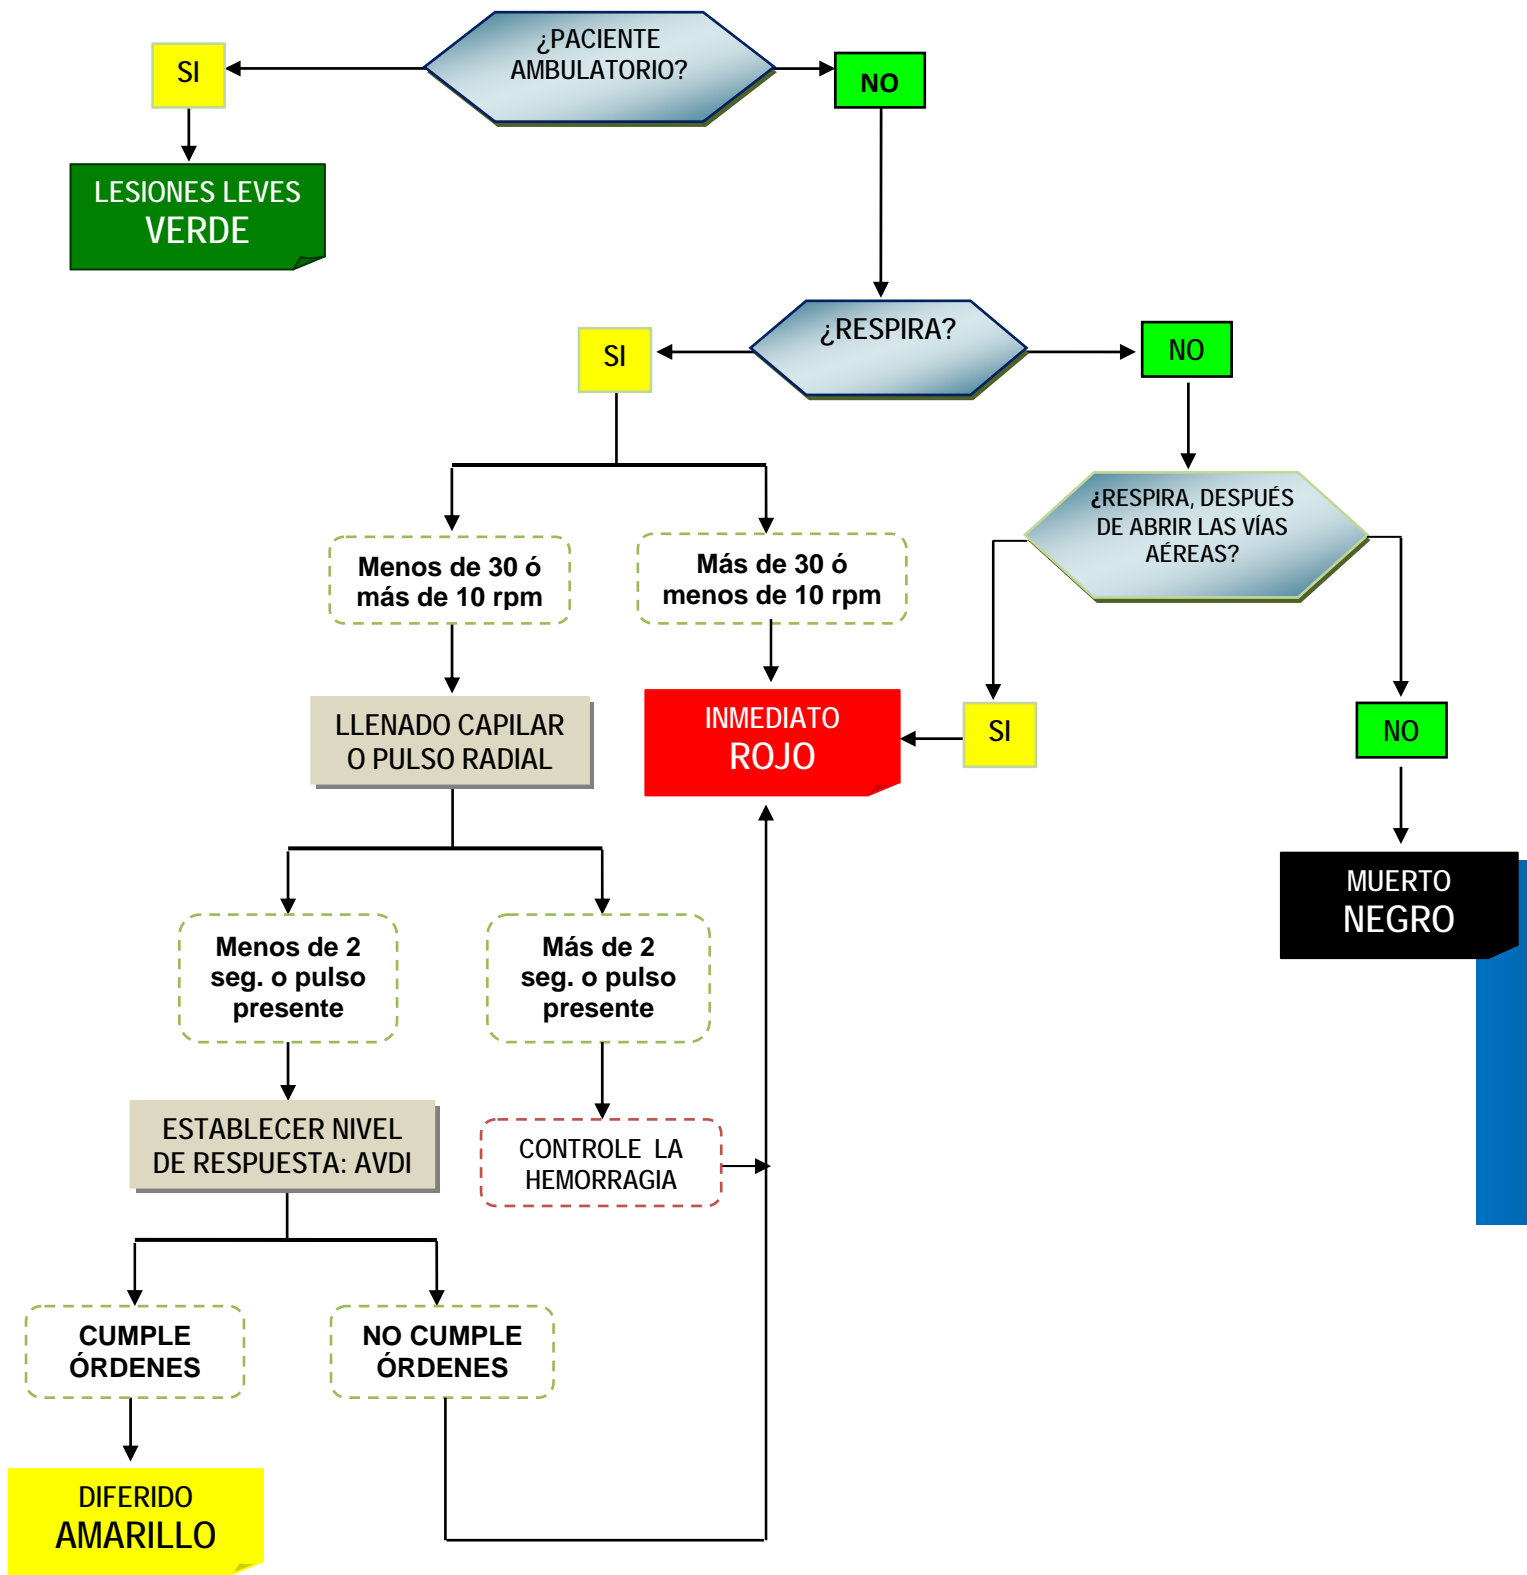 ¿PACIENTE
AMBULATORIO?
SI
NO
LESIONES LEVES
VERDE
¿RESPIRA?
SI
NO
¿RESPIRA, DESPUÉS
DE ABRIR LAS VÍAS
AÉREAS?
Menos de 30 ó
más de 10 rpm
Más de 30 ó
menos de 10 rpm
LLENADO CAPILAR
O PULSO RADIAL
INMEDIATO
ROJO
SI
NO
MUERTO
NEGRO
Menos de 2
seg. o pulso
presente
Más de 2
seg. o pulso
presente
ESTABLECER NIVEL
DE RESPUESTA: AVDI
CONTROLE LA
HEMORRAGIA
CUMPLE
ÓRDENES
NO CUMPLE
ÓRDENES
DIFERIDO
AMARILLO